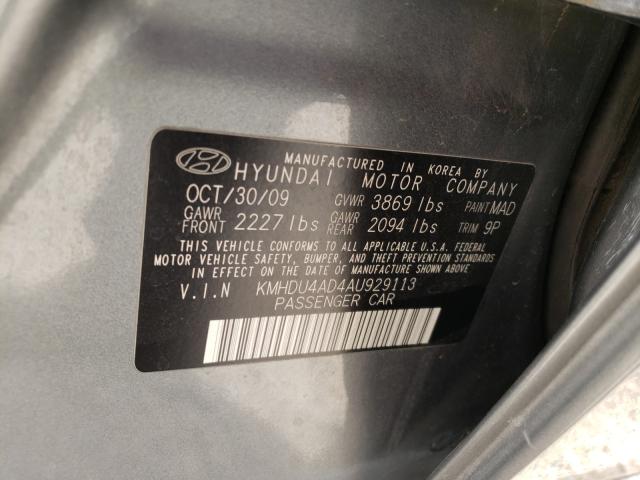 MANUFACTURED IN KOREA BY
HYUNDAI MOTOR COMPANY
OCT/30/09 GVWR 3869 lbs PAINT MAD
GAWR FRONT 2227 lbs GAWR REAR 2094 lbs TRIM 9P
THIS VEHICLE CONFORMS TO ALL APPLICABLE U.S.A. FEDERAL
MOTOR VEHICLE SAFETY, BUMPER, AND THEFT PREVENTION STANDARDS
IN EFFECT ON THE DATE OF MANUFACTURE SHOWN ABOVE.
V.I.N KMHDU4AD4AU929113
PASSENGER CAR